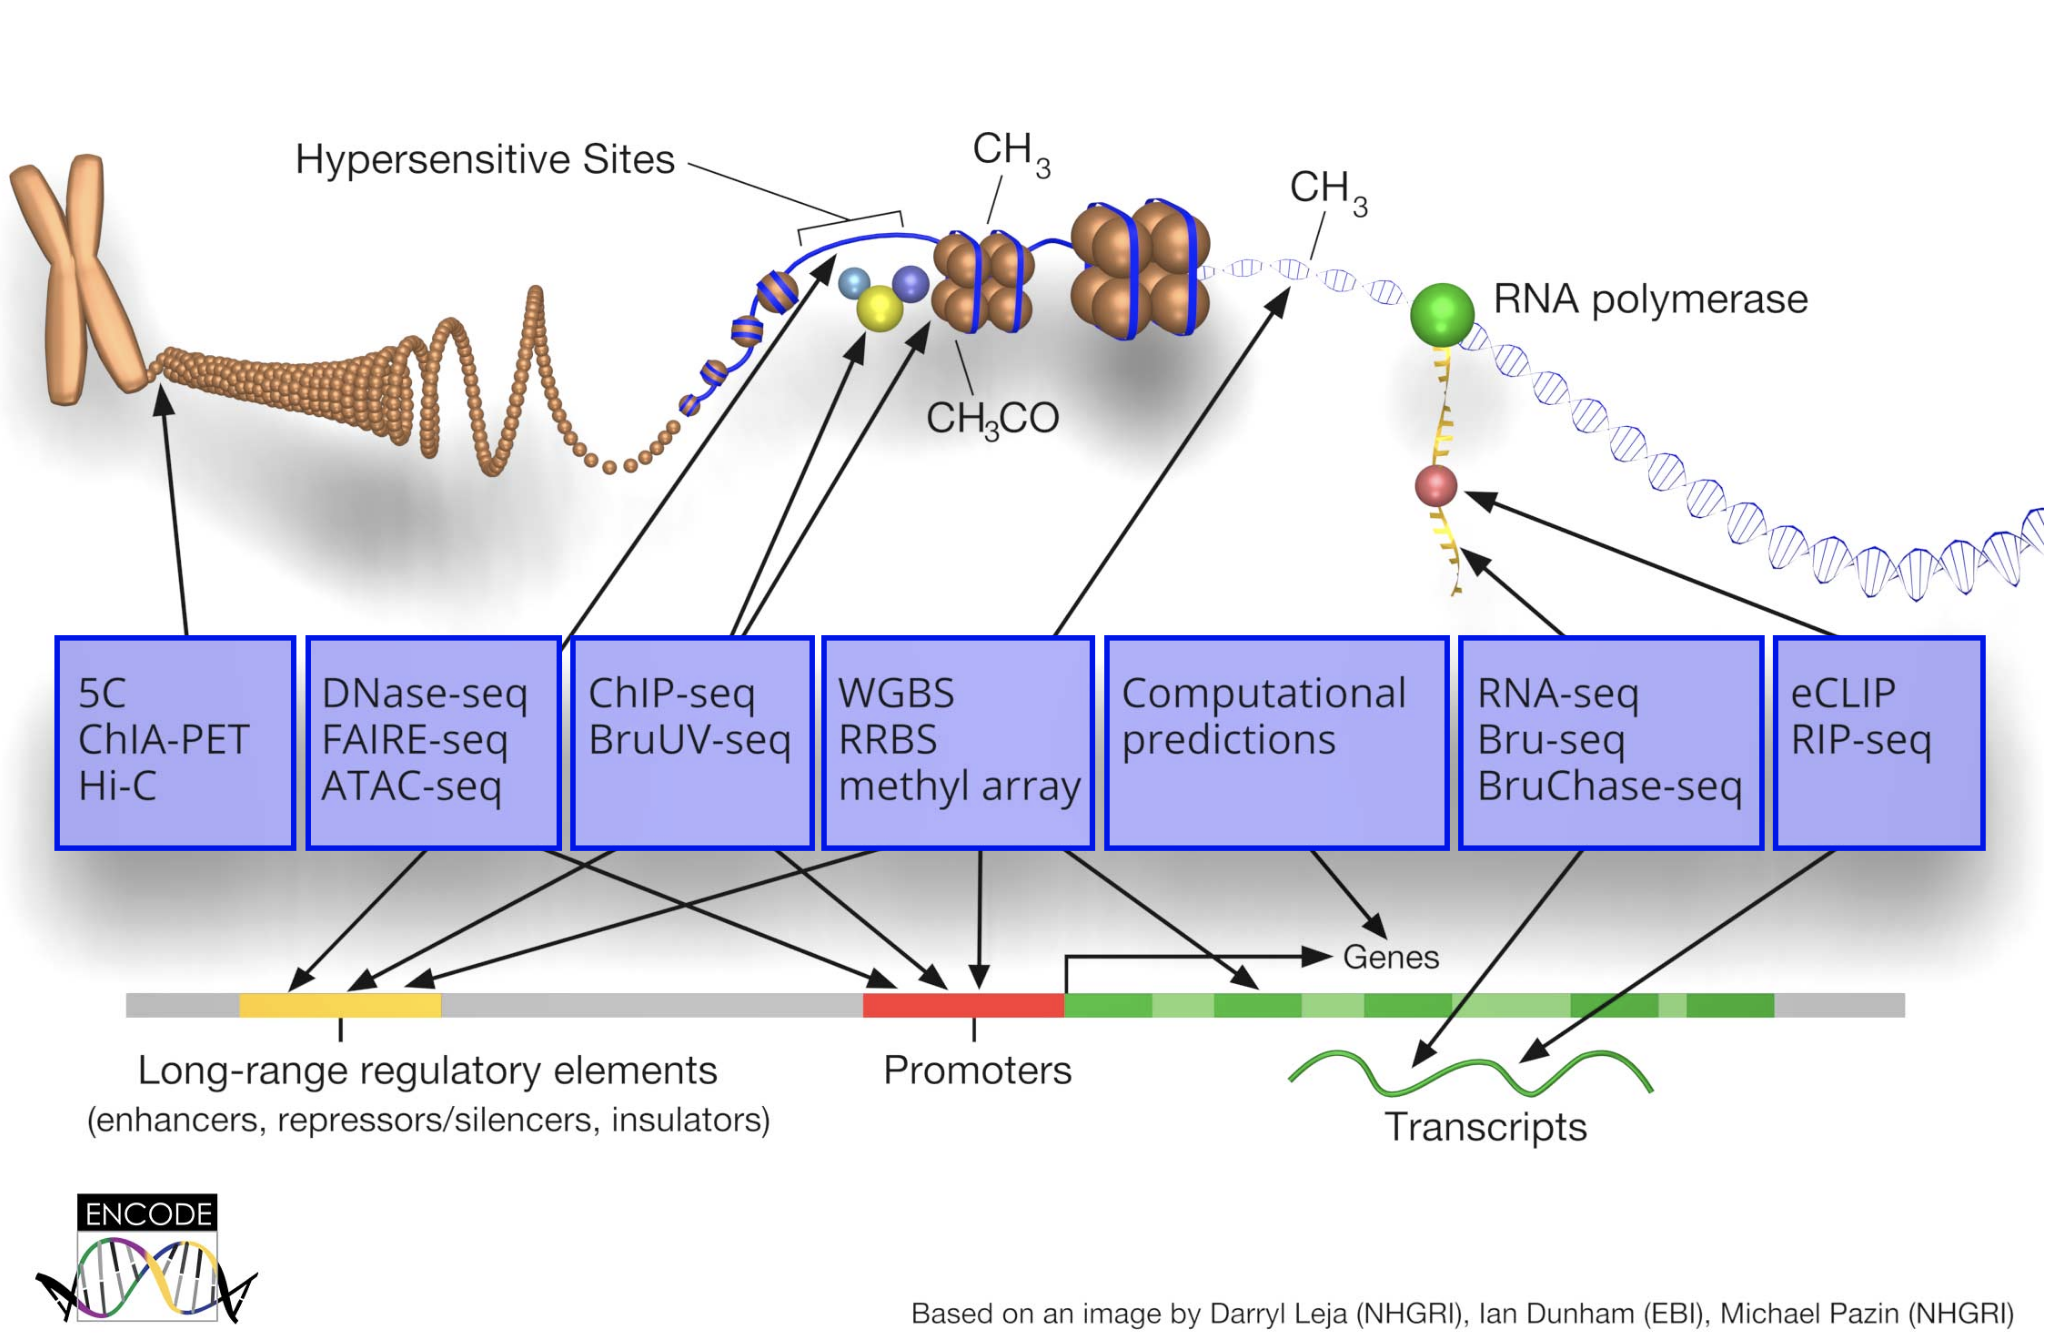 Hypersensitive Sites
CH3
CH3
RNA polymerase
CH3CO
5C
ChIA-PET
Hi-C
DNase-seq
FAIRE-seq
ATAC-seq
ChIP-seq
BruUV-seq
WGBS
RRBS
methyl array
Computational
predictions
RNA-seq
Bru-seq
BruChase-seq
eCLIP
RIP-seq
Genes
Long-range regulatory elements
(enhancers, repressors/silencers, insulators)
Promoters
Transcripts
ENCODE
Based on an image by Darryl Leja (NHGRI), Ian Dunham (EBI), Michael Pazin (NHGRI)